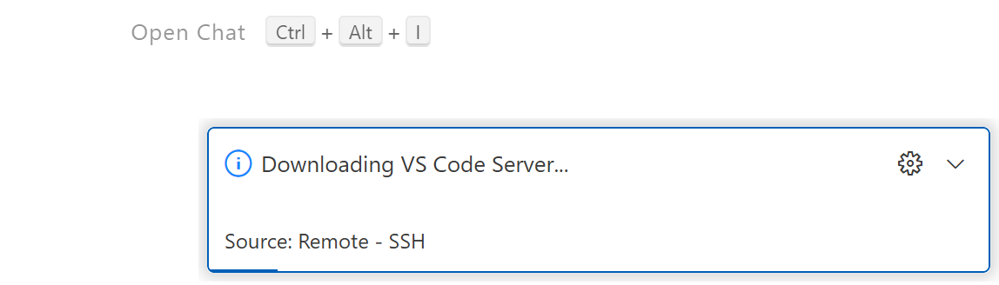 Open Chat Ctrl + Alt + I
Downloading VS Code Server...
Source: Remote - SSH